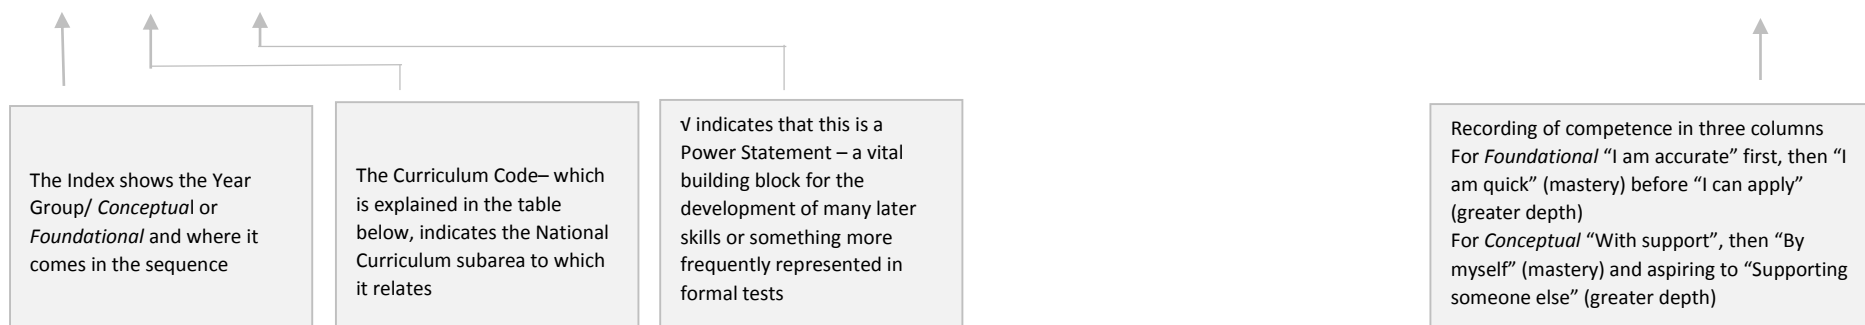 The Index shows the Year
Group/ Conceptual or
Foundational and where it
comes in the sequence
The Curriculum Code– which
is explained in the table
below, indicates the National
Curriculum subarea to which
it relates
√ indicates that this is a
Power Statement – a vital
building block for the
development of many later
skills or something more
frequently represented in
formal tests
Recording of competence in three columns
For Foundational “I am accurate” first, then “I
am quick” (mastery) before “I can apply”
(greater depth)
For Conceptual “With support”, then “By
myself” (mastery) and aspiring to “Supporting
someone else” (greater depth)